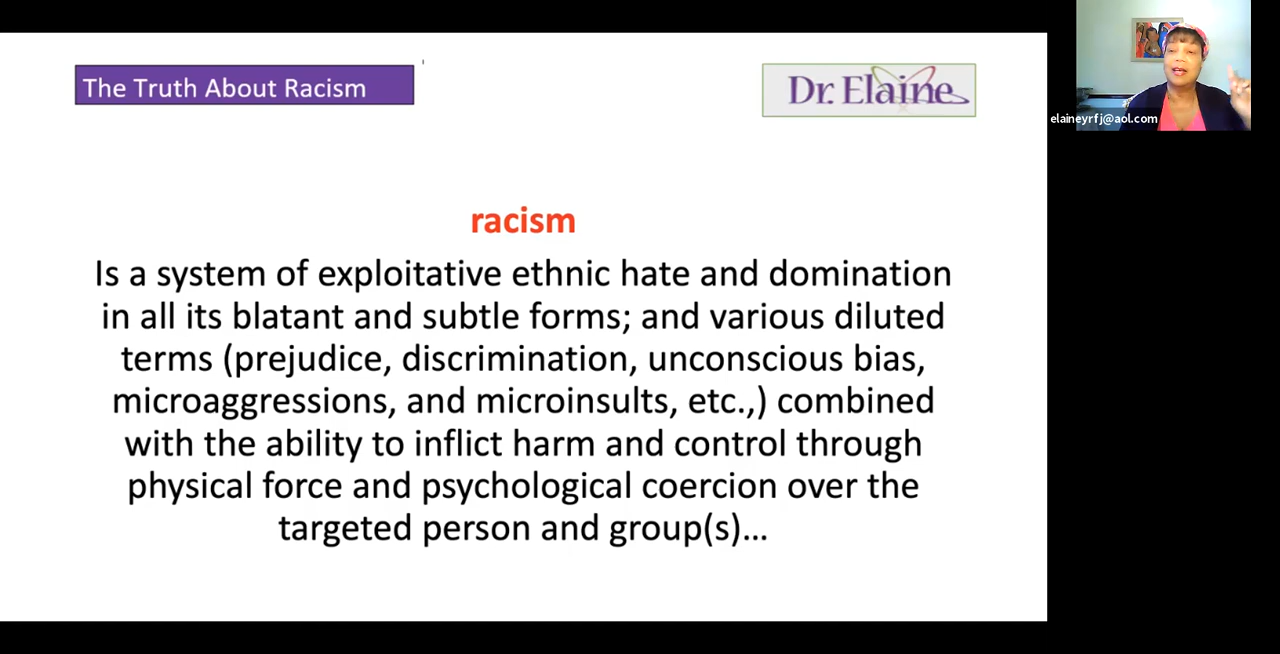 The Truth About Racism
Dr. Elaine
elaineyrfj@aol.com
racism
Is a system of exploitative ethnic hate and domination
in all its blatant and subtle forms; and various diluted
terms (prejudice, discrimination, unconscious bias,
microaggressions, and microinsults, etc.,) combined
with the ability to inflict harm and control through
physical force and psychological coercion over the
targeted person and group(s)...